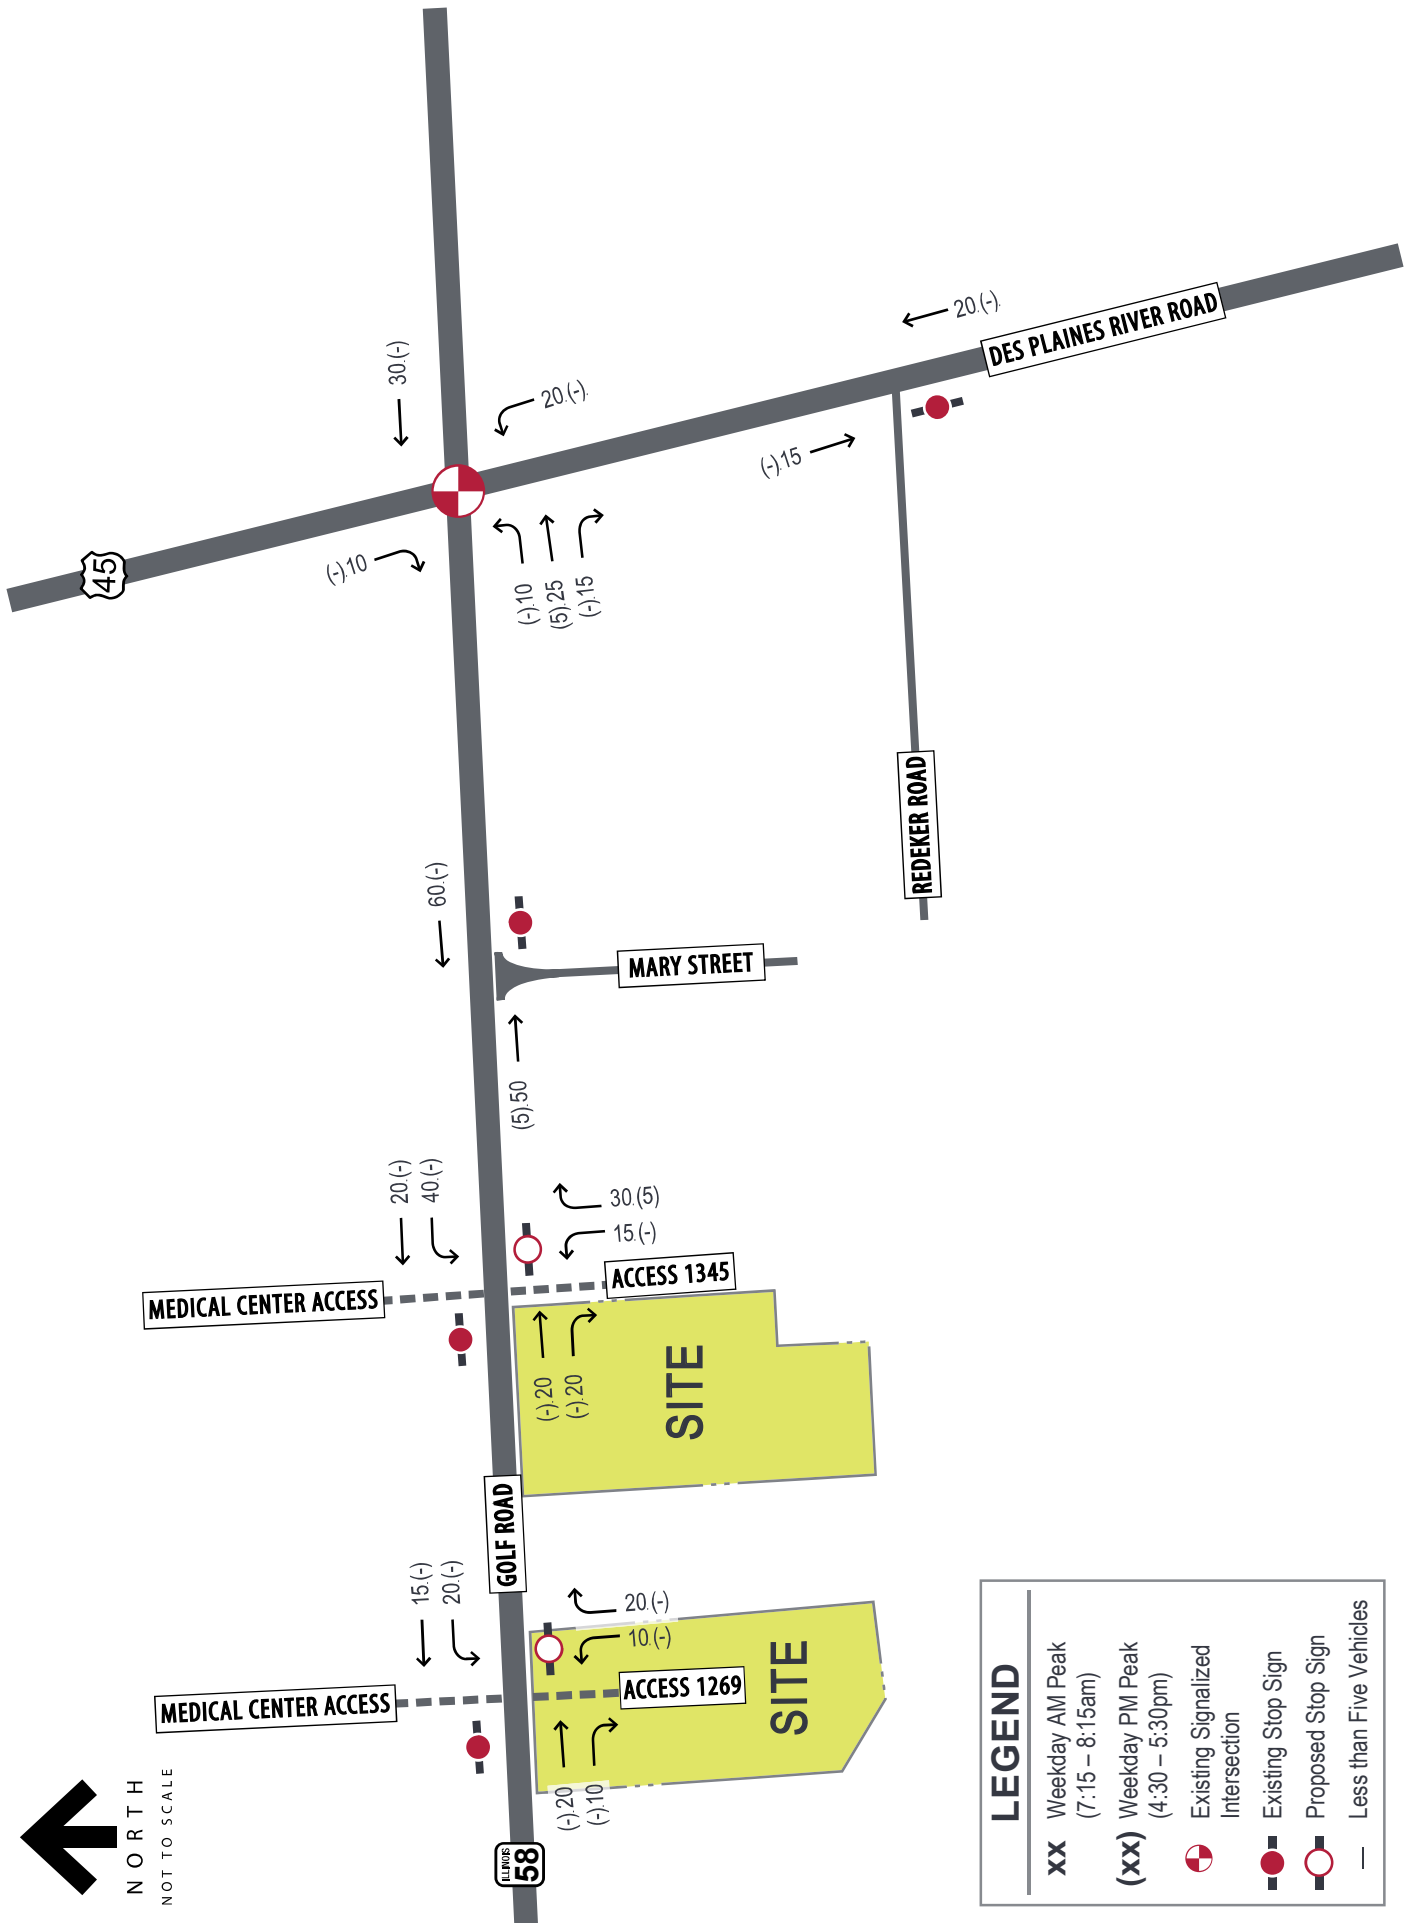 45
30 (-)
20 (-)
(-) 10
(-) 10
(5) 25
(-) 15
20 (-)
DES PLAINES RIVER ROAD
(-) 15
REDEKER ROAD
60 (-)
MARY STREET
(5) 50
20 (-)
40 (-)
30 (5)
15 (-)
MEDICAL CENTER ACCESS
ACCESS 1345
(-) 20
(-) 20
SITE
GOLF ROAD
15 (-)
20 (-)
20 (-)
10 (-)
MEDICAL CENTER ACCESS
ACCESS 1269
SITE
(-) 20
(-) 10
ILLINOIS
58
NORTH
NOT TO SCALE
LEGEND
XX Weekday AM Peak
(7:15 – 8:15am)
(XX) Weekday PM Peak
(4:30 – 5:30pm)
Existing Signalized
Intersection
Existing Stop Sign
Proposed Stop Sign
— Less than Five Vehicles